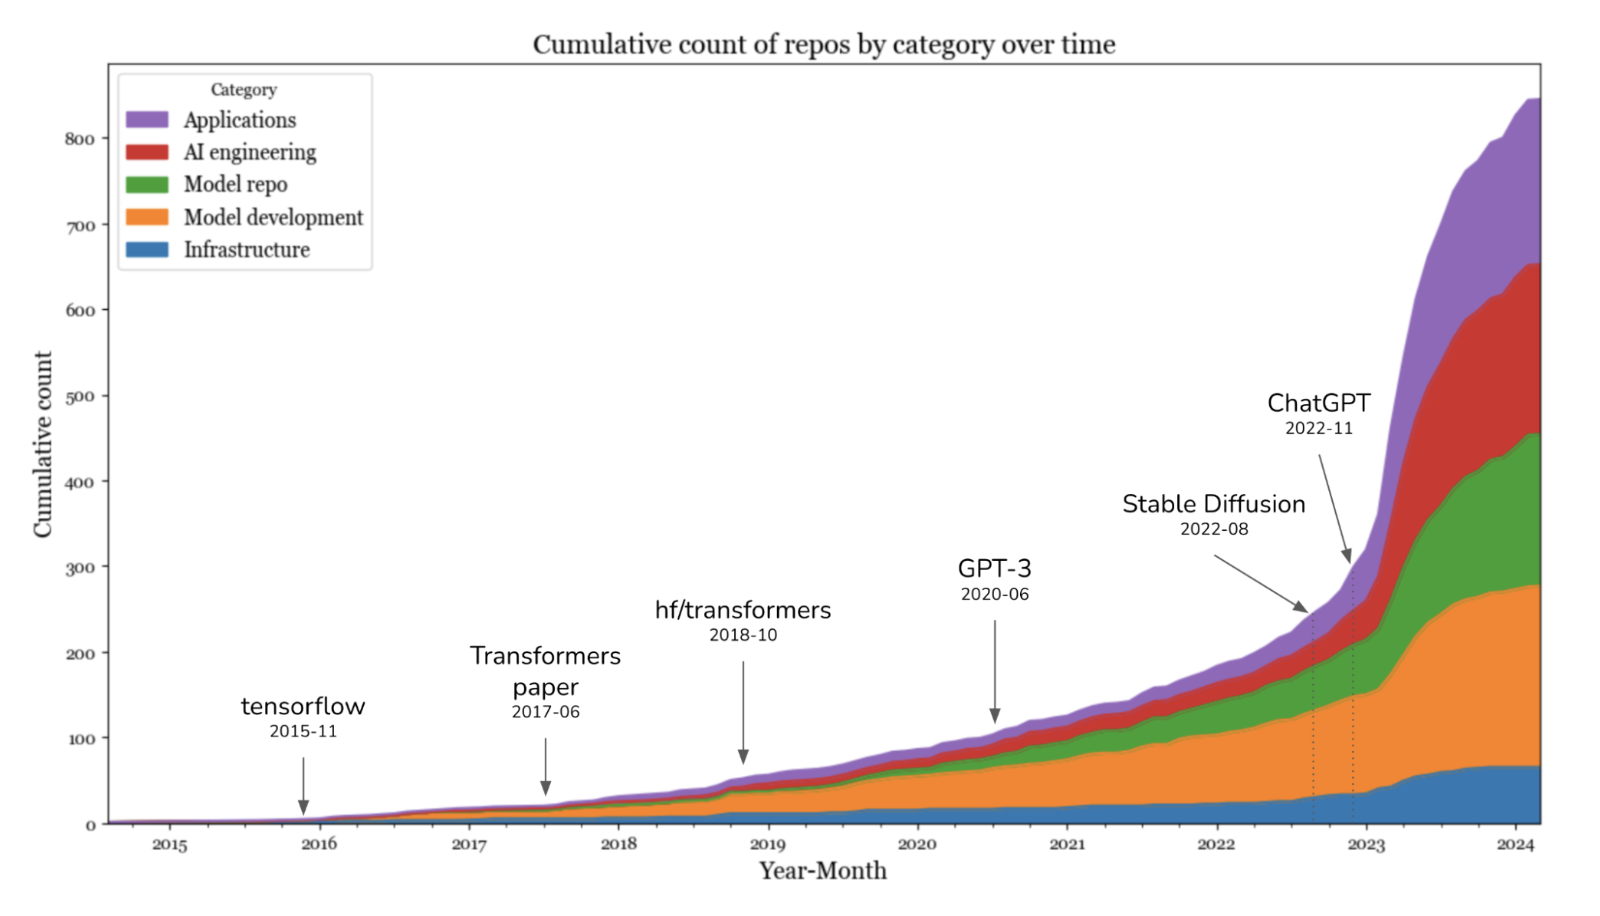 Cumulative count of repos by category over time
Category
Applications
AI engineering
Model repo
Model development
Infrastructure
Cumulative count
800
700
600
500
400
300
200
100
0
ChatGPT
2022-11
Stable Diffusion
2022-08
GPT-3
2020-06
hf/transformers
2018-10
Transformers
paper
2017-06
tensorflow
2015-11
2015
2016
2017
2018
2019
2020
2021
2022
2023
2024
Year-Month